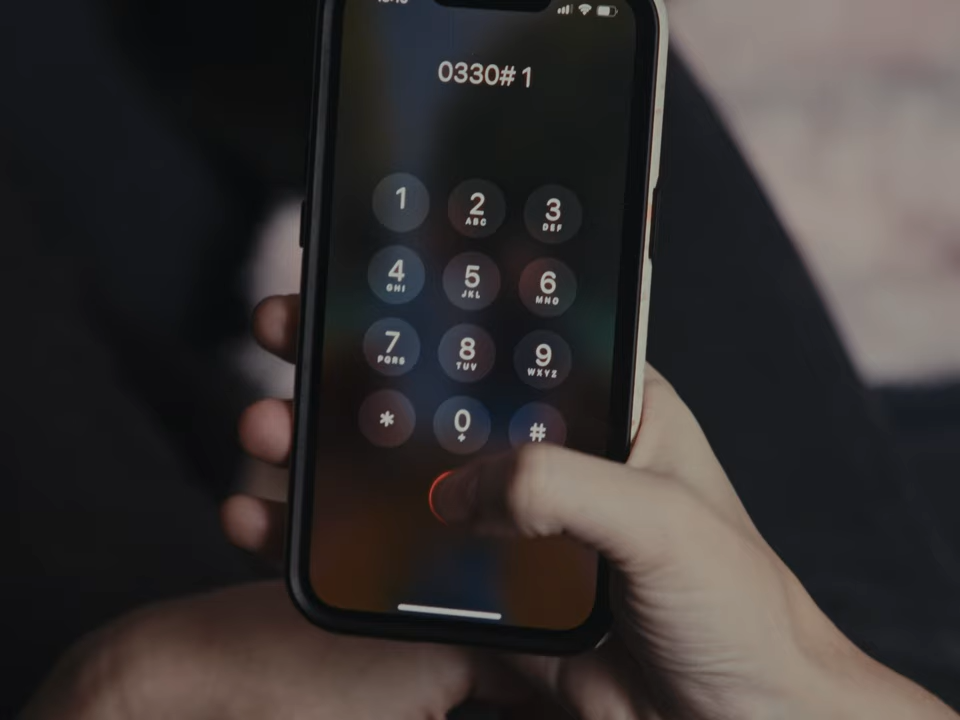 0330# 1
1 2 3
ABC DEF
4 5 6
GHI JKL MNO
7 8 9
PQRS TUV WXYZ
* 0 #
+